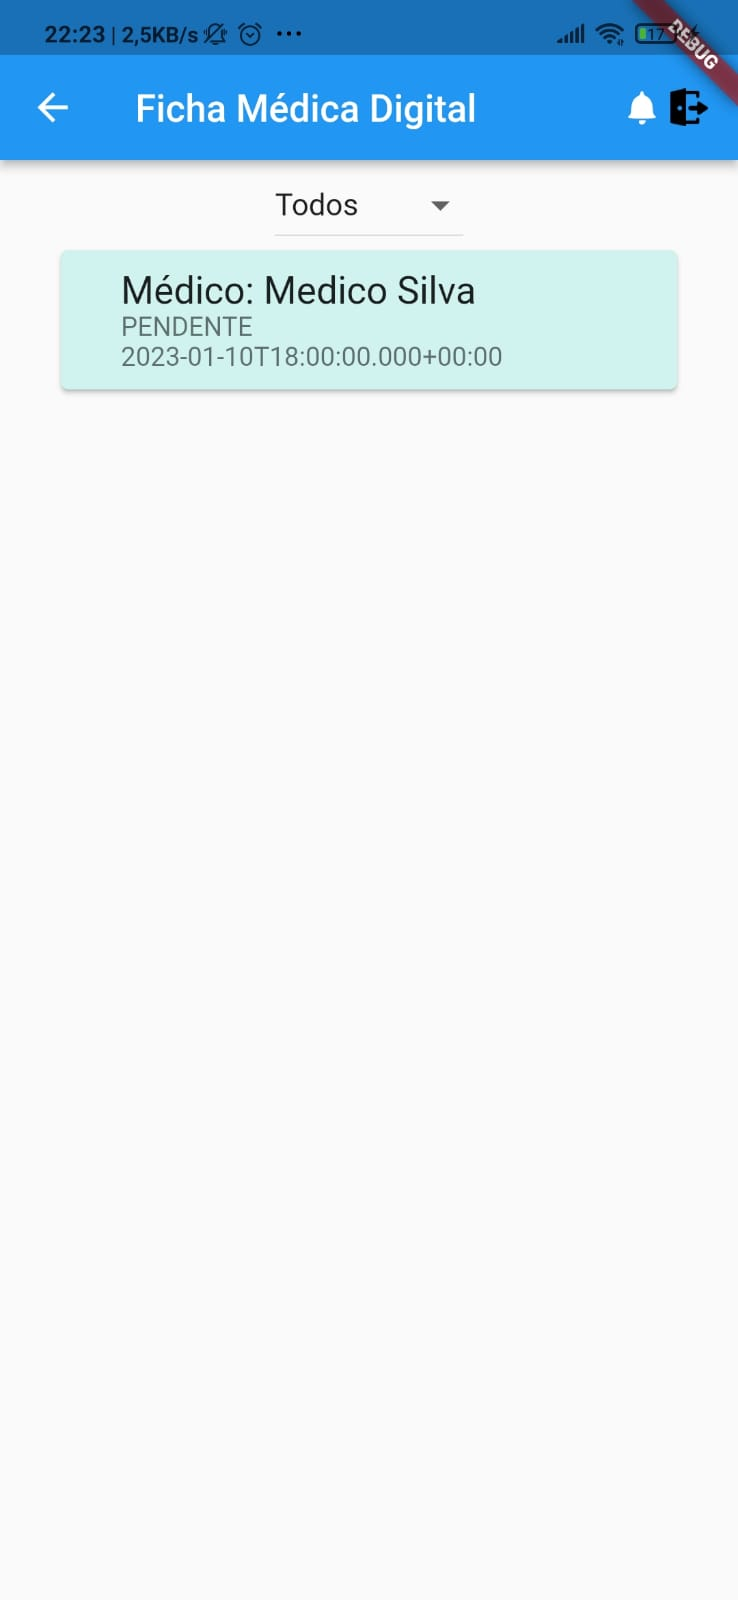 22:23 | 2,5KB/s
17
DEBUG
Ficha Médica Digital
Todos
Médico: Medico Silva
PENDENTE
2023-01-10T18:00:00.000+00:00